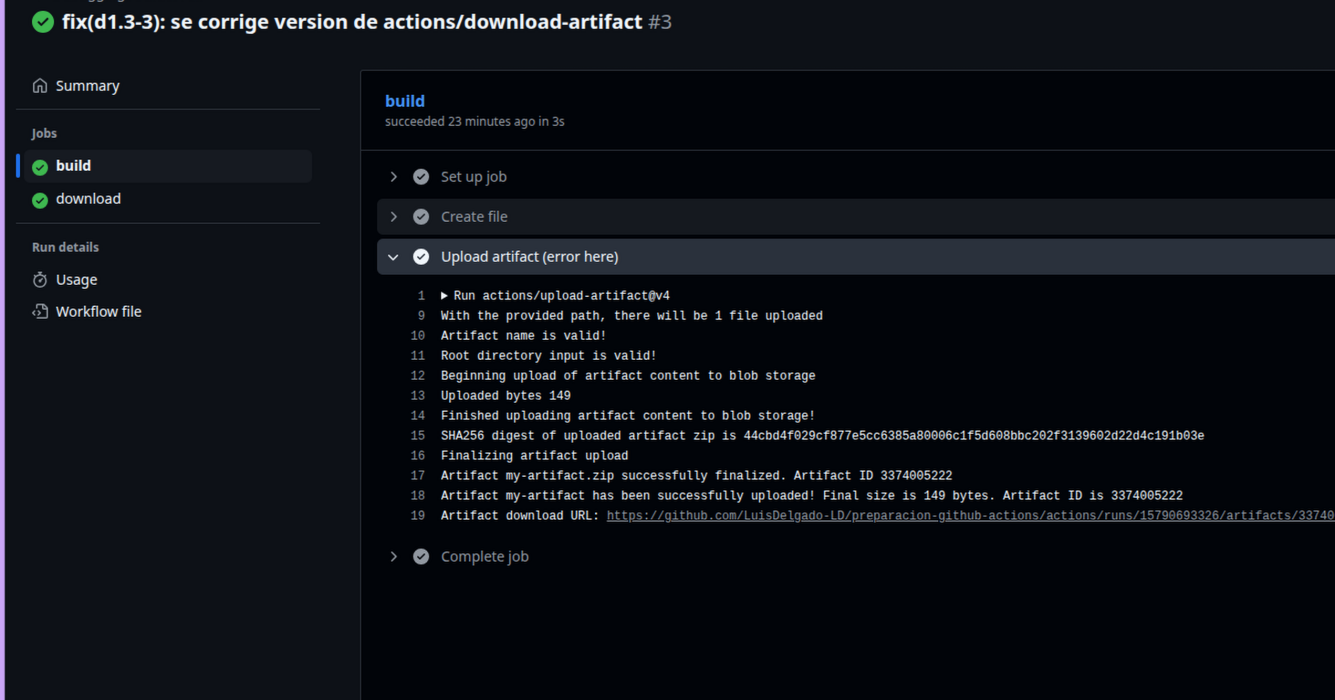 fix(d1.3-3): se corrige version de actions/download-artifact #3
Summary
Jobs
build
download
Run details
Usage
Workflow file
build
succeeded 23 minutes ago in 3s
Set up job
Create file
Upload artifact (error here)
1 Run actions/upload-artifact@v4
9 With the provided path, there will be 1 file uploaded
10 Artifact name is valid!
11 Root directory input is valid!
12 Beginning upload of artifact content to blob storage
13 Uploaded bytes 149
14 Finished uploading artifact content to blob storage!
15 SHA256 digest of uploaded artifact zip is 44cbd4f029cf877e5cc6385a80006c1f5d608bbc202f3139602d22d4c191b03e
16 Finalizing artifact upload
17 Artifact my-artifact.zip successfully finalized. Artifact ID 3374005222
18 Artifact my-artifact has been successfully uploaded! Final size is 149 bytes. Artifact ID is 3374005222
19 Artifact download URL: https://github.com/LuisDelgado-LD/preparacion-github-actions/actions/runs/15790693326/artifacts/33740
Complete job